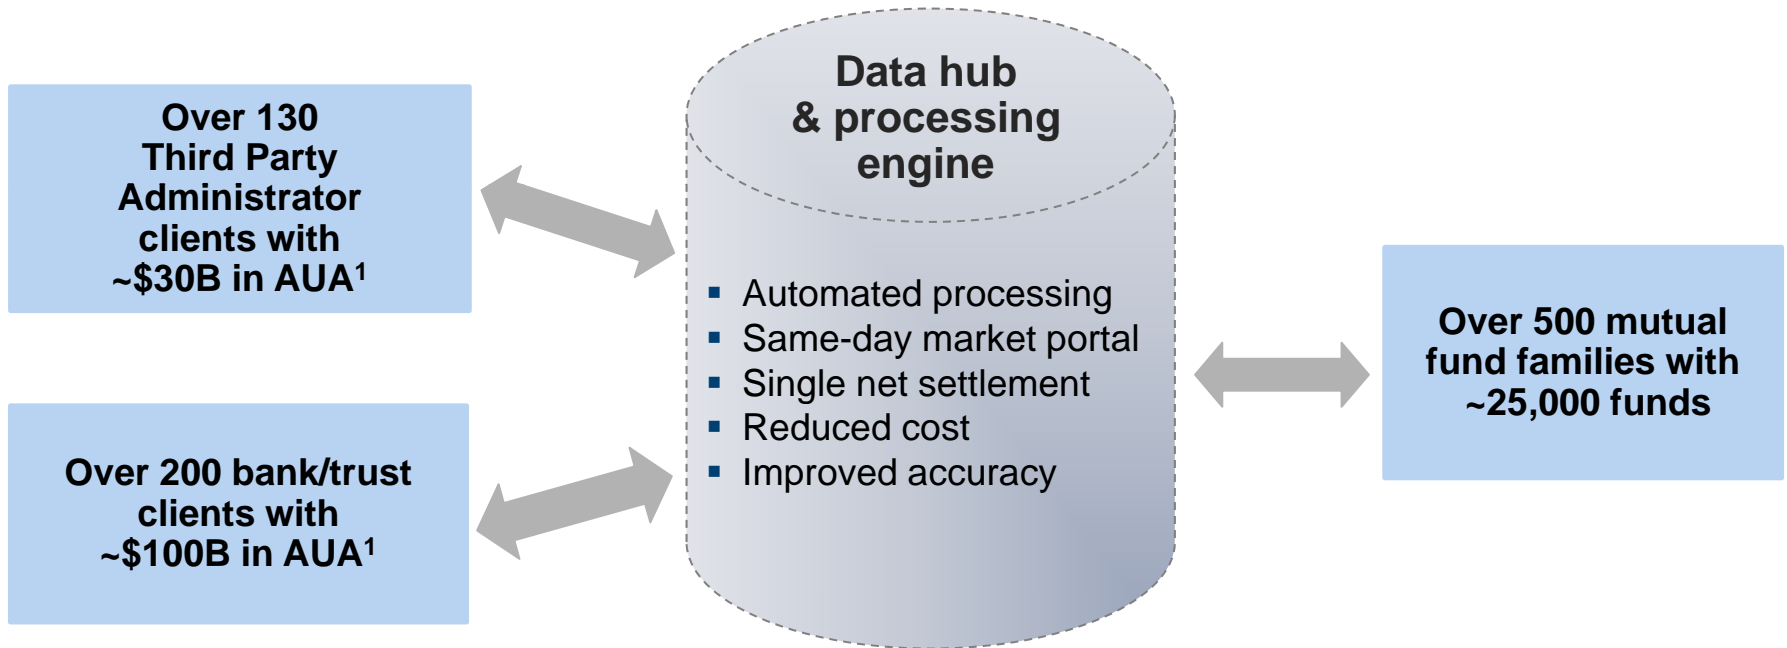 Over 130
Third Party
Administrator
clients with
~$30B in AUA¹
Over 200 bank/trust
clients with
~$100B in AUA¹
Data hub
& processing
engine
▪ Automated processing
▪ Same-day market portal
▪ Single net settlement
▪ Reduced cost
▪ Improved accuracy
Over 500 mutual
fund families with
~25,000 funds